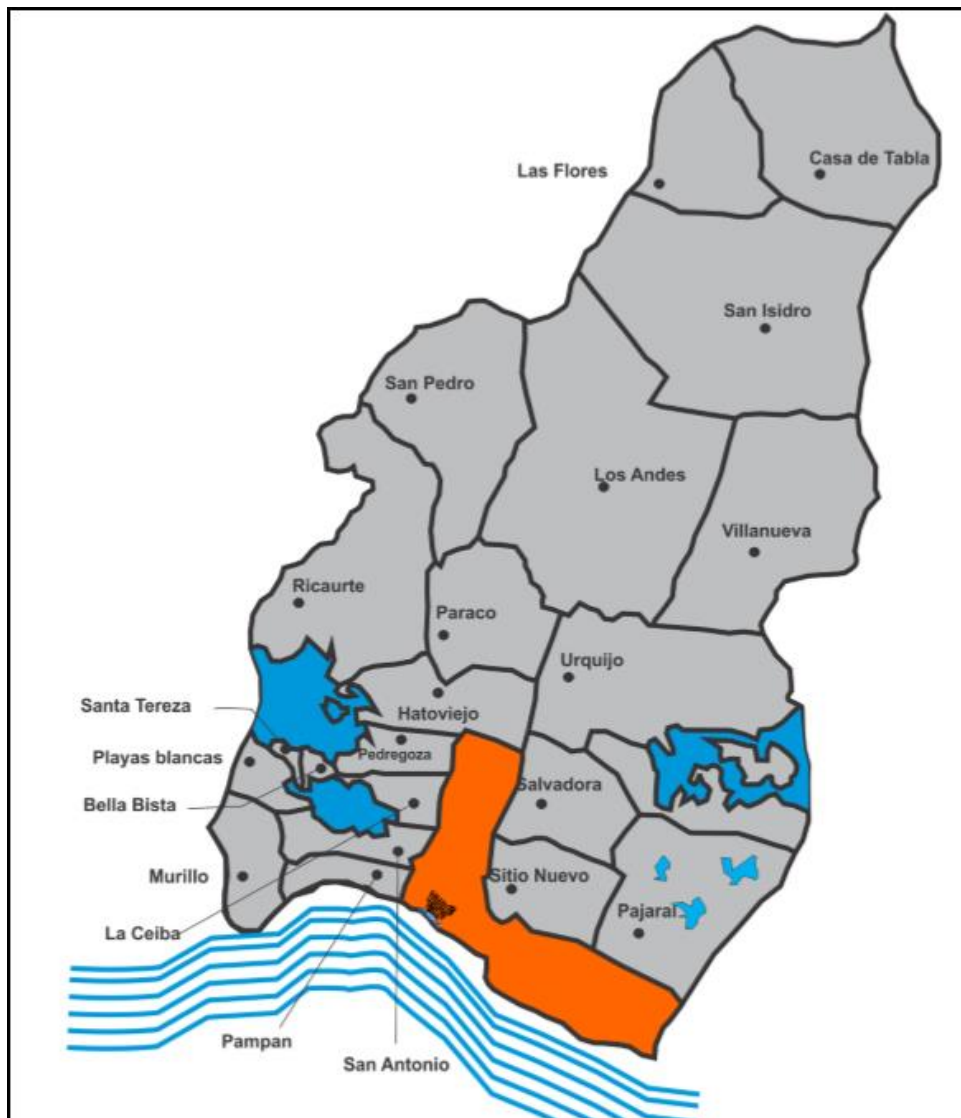 Casa de Tabla
Las Flores
San Isidro
San Pedro
Los Andes
Villanueva
Ricaurte
Paraco
Urquijo
Santa Tereza
Hatoviejo
Playas blancas
Pedregoza
Bella Bista
Salvadora
Murillo
Sitio Nuevo
Pajaral
La Ceiba
Pampan
San Antonio